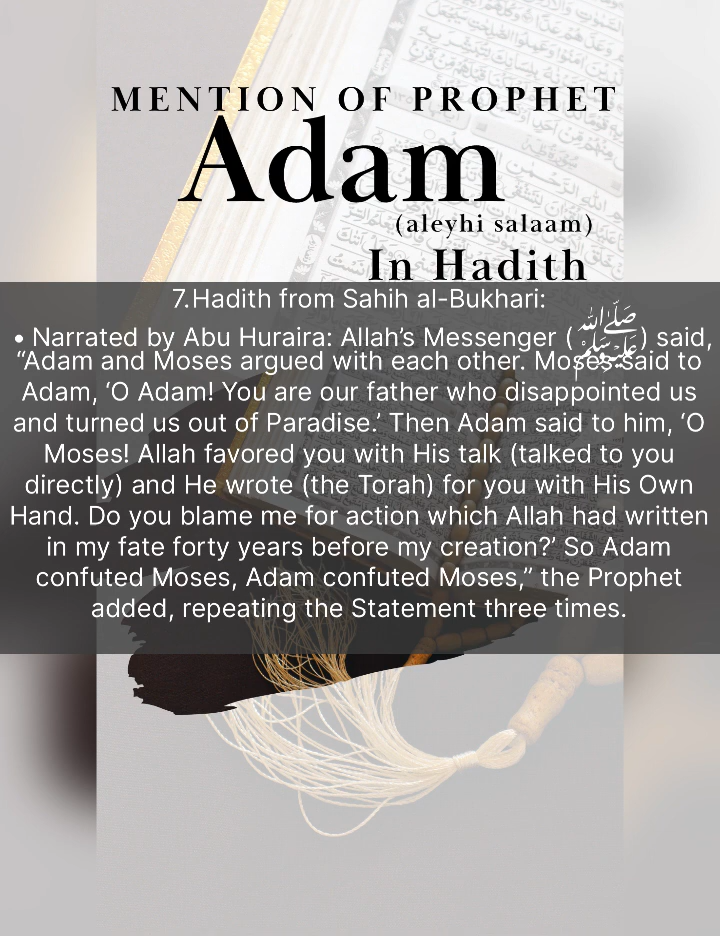 MENTION OF PROPHET
Adam
(aleyhi salaam)
In Hadith
7.Hadith from Sahih al-Bukhari:
• Narrated by Abu Huraira: Allah’s Messenger (ﷺ) said,
“Adam and Moses argued with each other. Moses said to
Adam, ‘O Adam! You are our father who disappointed us
and turned us out of Paradise.’ Then Adam said to him, ‘O
Moses! Allah favored you with His talk (talked to you
directly) and He wrote (the Torah) for you with His Own
Hand. Do you blame me for action which Allah had written
in my fate forty years before my creation?’ So Adam
confuted Moses, Adam confuted Moses,” the Prophet
added, repeating the Statement three times.